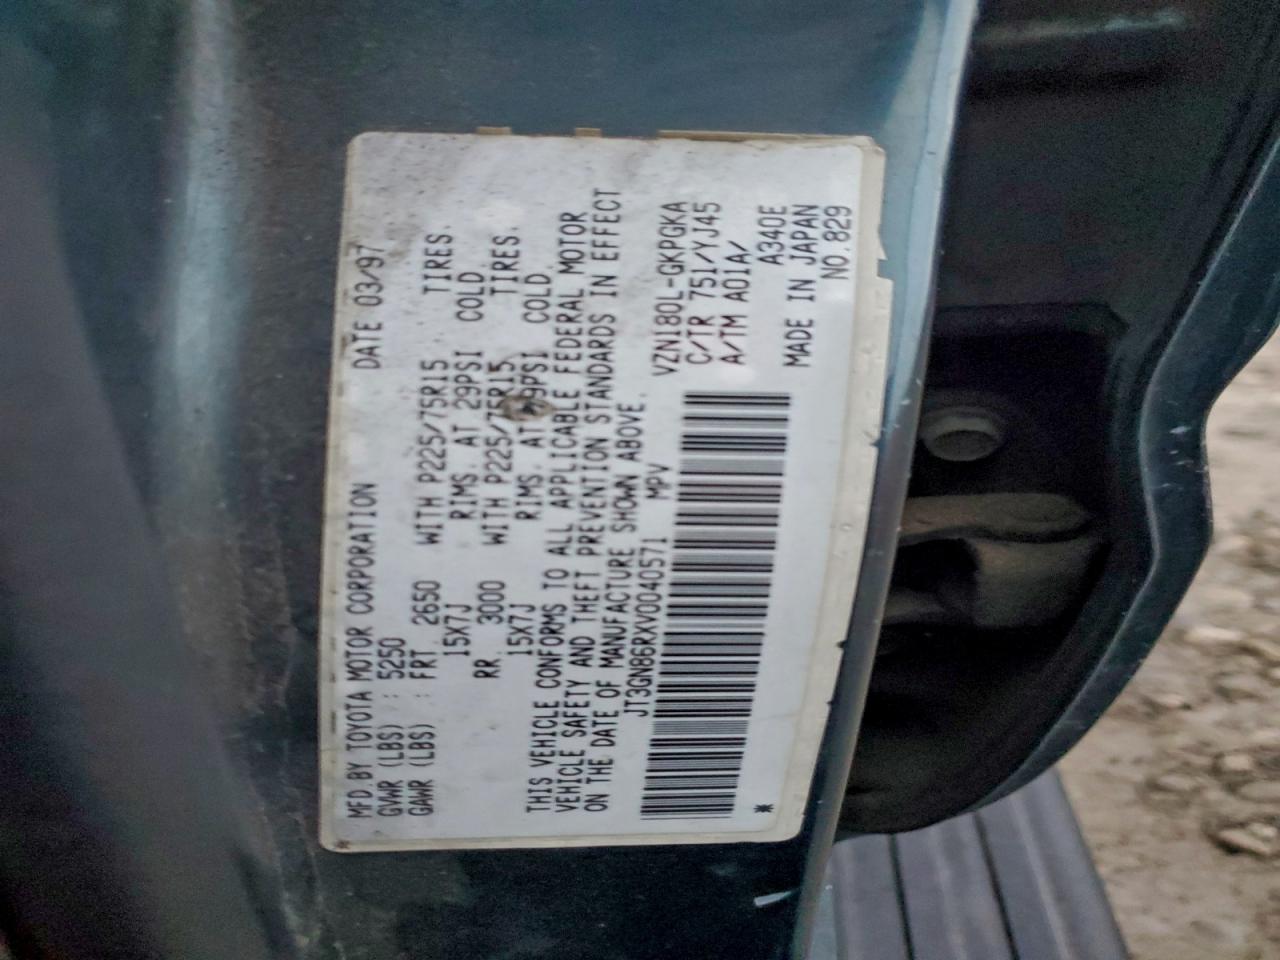 MFD BY TOYOTA MOTOR CORPORATION DATE 03/97
GVWR (LBS) : 5250
GAWR (LBS) : FRT. 2650 WITH P225/75R15 TIRES.
15X7J RIMS. AT 29PSI COLD
RR. 3000 WITH P225/75R15 TIRES.
15X7J RIMS. AT 29PSI COLD
THIS VEHICLE CONFORMS TO ALL APPLICABLE FEDERAL MOTOR
VEHICLE SAFETY AND THEFT PREVENTION STANDARDS IN EFFECT
ON THE DATE OF MANUFACTURE SHOWN ABOVE.
JT3GN86RXV0040571 MPV
VZN180L-GKPGKA
C/TR 751/YJ45
A/TM A01A/
A340E
MADE IN JAPAN
NO.829